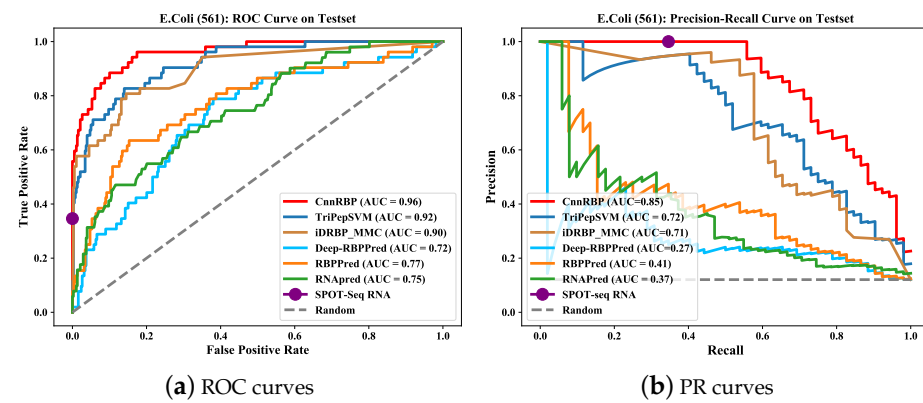 E.Coli (561): ROC Curve on Testset
1.0
0.8
0.6
0.4
0.2
0.0
True Positive Rate
CnnRBP (AUC = 0.96)
TriPepSVM (AUC = 0.92)
iDRBP_MMC (AUC = 0.90)
Deep-RBPPred (AUC = 0.72)
RBPPred (AUC = 0.77)
RNApred (AUC = 0.75)
SPOT-Seq RNA
Random
0.0 0.2 0.4 0.6 0.8 1.0
False Positive Rate
(a) ROC curves
E.Coli (561): Precision-Recall Curve on Testset
1.0
0.8
0.6
0.4
0.2
0.0
Precision
CnnRBP (AUC=0.85)
TriPepSVM (AUC = 0.72)
iDRBP_MMC (AUC=0.71)
Deep-RBPPred (AUC=0.27)
RBPPred (AUC = 0.41)
RNAPred (AUC = 0.37)
SPOT-seq RNA
Random
0.0 0.2 0.4 0.6 0.8 1.0
Recall
(b) PR curves